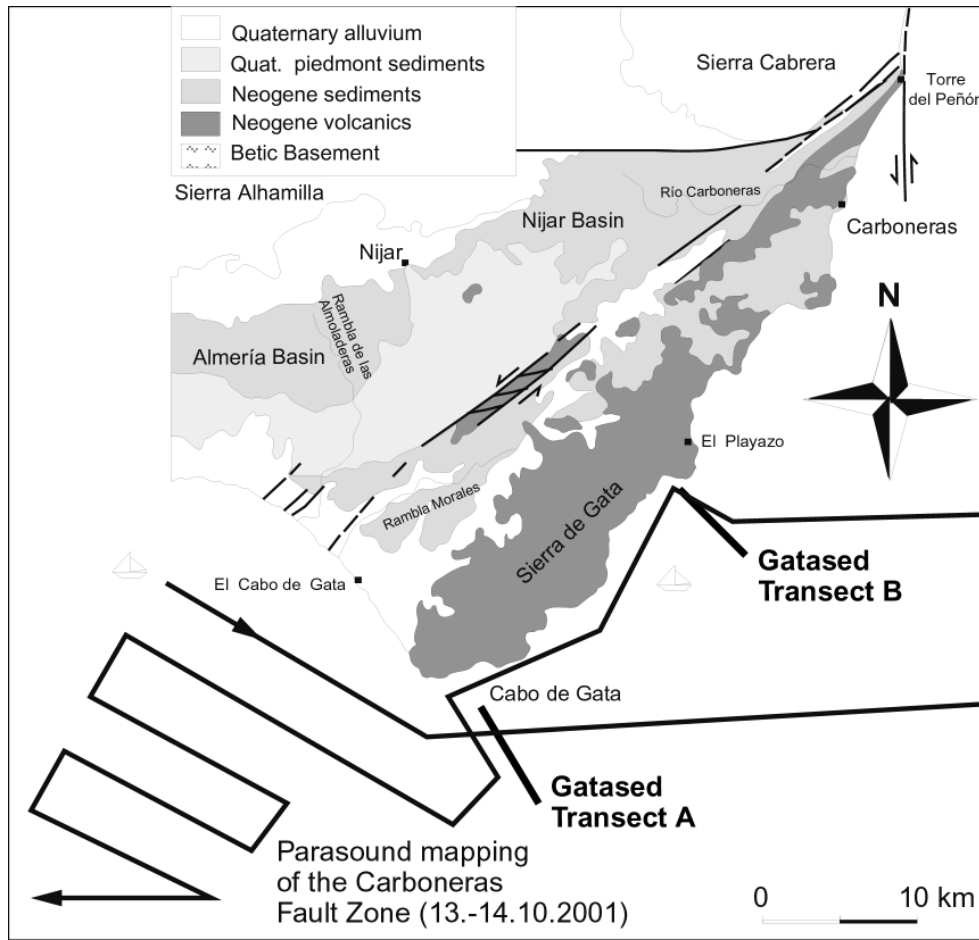 Quaternary alluvium
Quat. piedmont sediments
Neogene sediments
Neogene volcanics
Betic Basement
Sierra Cabrera
Torre
del Peñón
Sierra Alhamilla
Río Carboneras
Carboneras
Nijar Basin
Nijar
N
Rambla de las
Almoladeras
Almería Basin
El Playazo
Rambla Morales
Sierra de Gata
El Cabo de Gata
Gatased
Transect B
Cabo de Gata
Gatased
Transect A
Parasound mapping
of the Carboneras
Fault Zone (13.-14.10.2001)
0 10 km